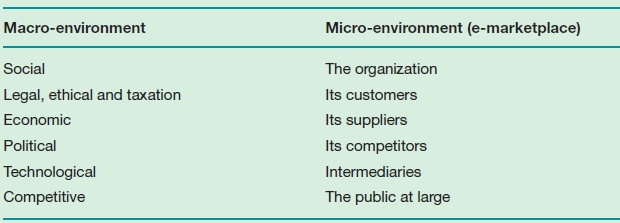 Macro-environment Micro-environment (e-marketplace)
Social The organization
Legal, ethical and taxation Its customers
Economic Its suppliers
Political Its competitors
Technological Intermediaries
Competitive The public at large